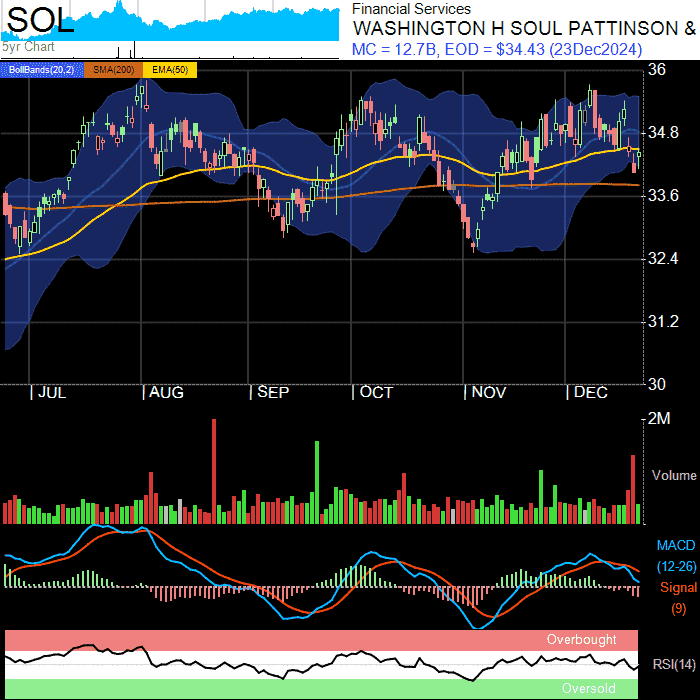 SOL
5yr Chart
Financial Services
WASHINGTON H SOUL PATTINSON &
MC = 12.7B, EOD = $34.43 (23Dec2024)
BollBands(20,2) SMA(200) EMA(50)
36
34.8
33.6
32.4
31.2
30
| JUL | AUG | SEP | OCT | NOV | DEC
2M
Volume
MACD
(12-26)
Signal
(9)
Overbought
RSI(14)
Oversold